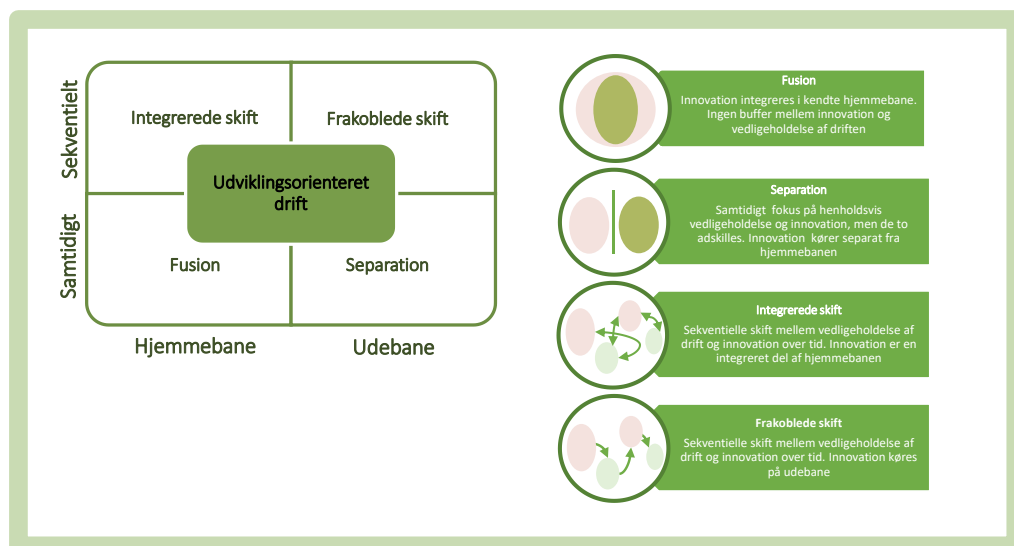 Sekventielt
Integrerede skift
Frakoblede skift
Udviklingsorienteret
drift
Samtidigt
Fusion
Separation
Hjemmebane
Udebane
Fusion
Innovation integreres i kendte hjemmebane.
Ingen buffer mellem innovation og
vedligeholdelse af driften
Separation
Samtidigt fokus på henholdsvis
vedligeholdelse og innovation, men de to
adskilles. Innovation kører separat fra
hjemmebanen
Integrerede skift
Sekventielle skift mellem vedligeholdelse af
drift og innovation over tid. Innovation er en
integreret del af hjemmebanen
Frakoblede skift
Sekventielle skift mellem vedligeholdelse af
drift og innovation over tid. Innovation køres
på udebane